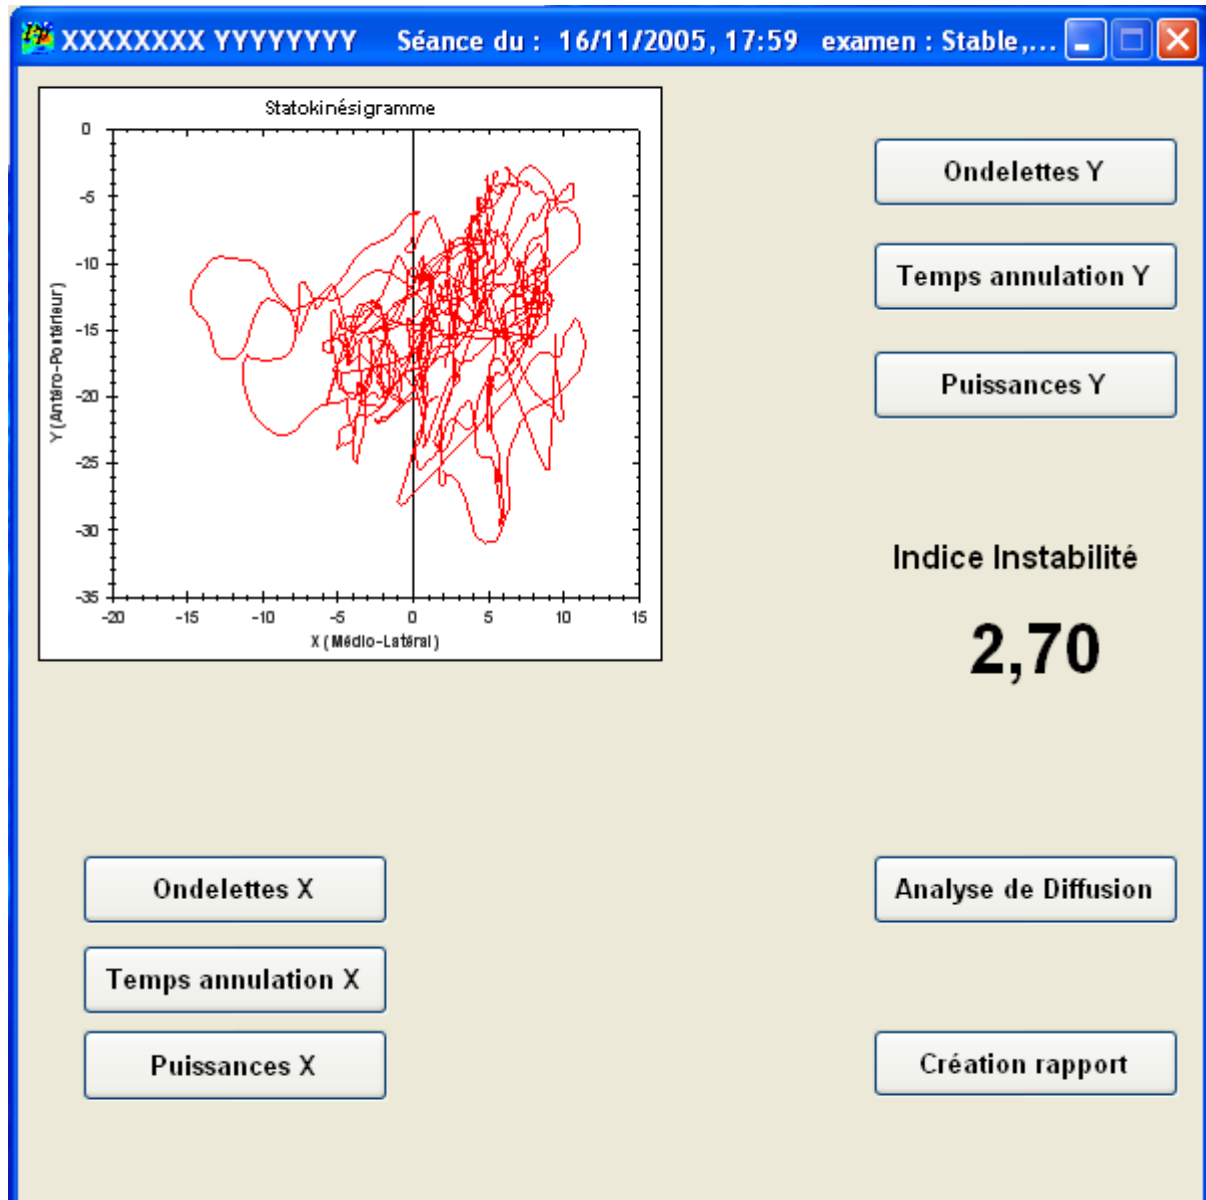 XXXXXXXX YYYYYYYY Séance du : 16/11/2005, 17:59 examen : Stable,...
Statokinésigramme
0
-5
-10
-15
-20
-25
-30
-35
Y (Antéro-Postérieur)
-20 -15 -10 -5 0 5 10 15
X ( Médio-Latéral )
Ondelettes Y
Temps annulation Y
Puissances Y
Indice Instabilité
2,70
Ondelettes X
Temps annulation X
Puissances X
Analyse de Diffusion
Création rapport